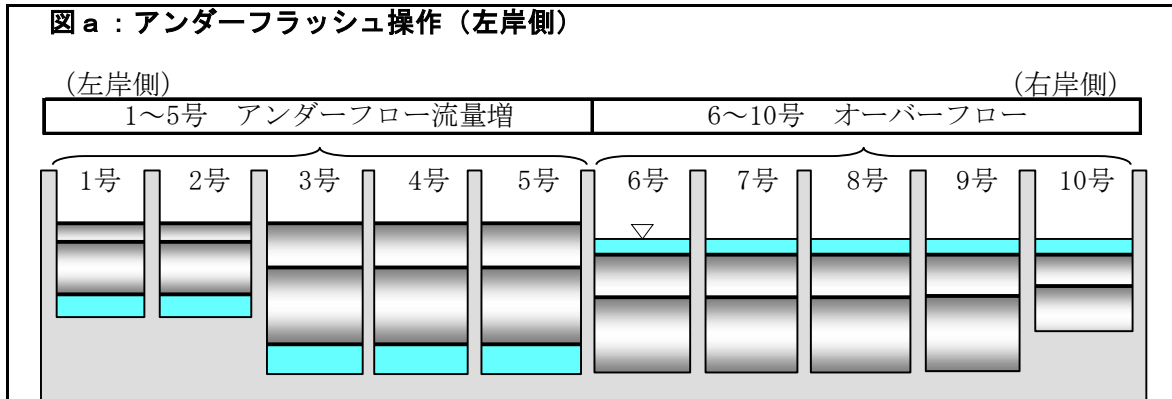 図a：アンダーフラッシュ操作（左岸側）
（左岸側） （右岸側）
1～5号　アンダーフロー流量増 6～10号　オーバーフロー
1号 2号 3号 4号 5号 6号 7号 8号 9号 10号